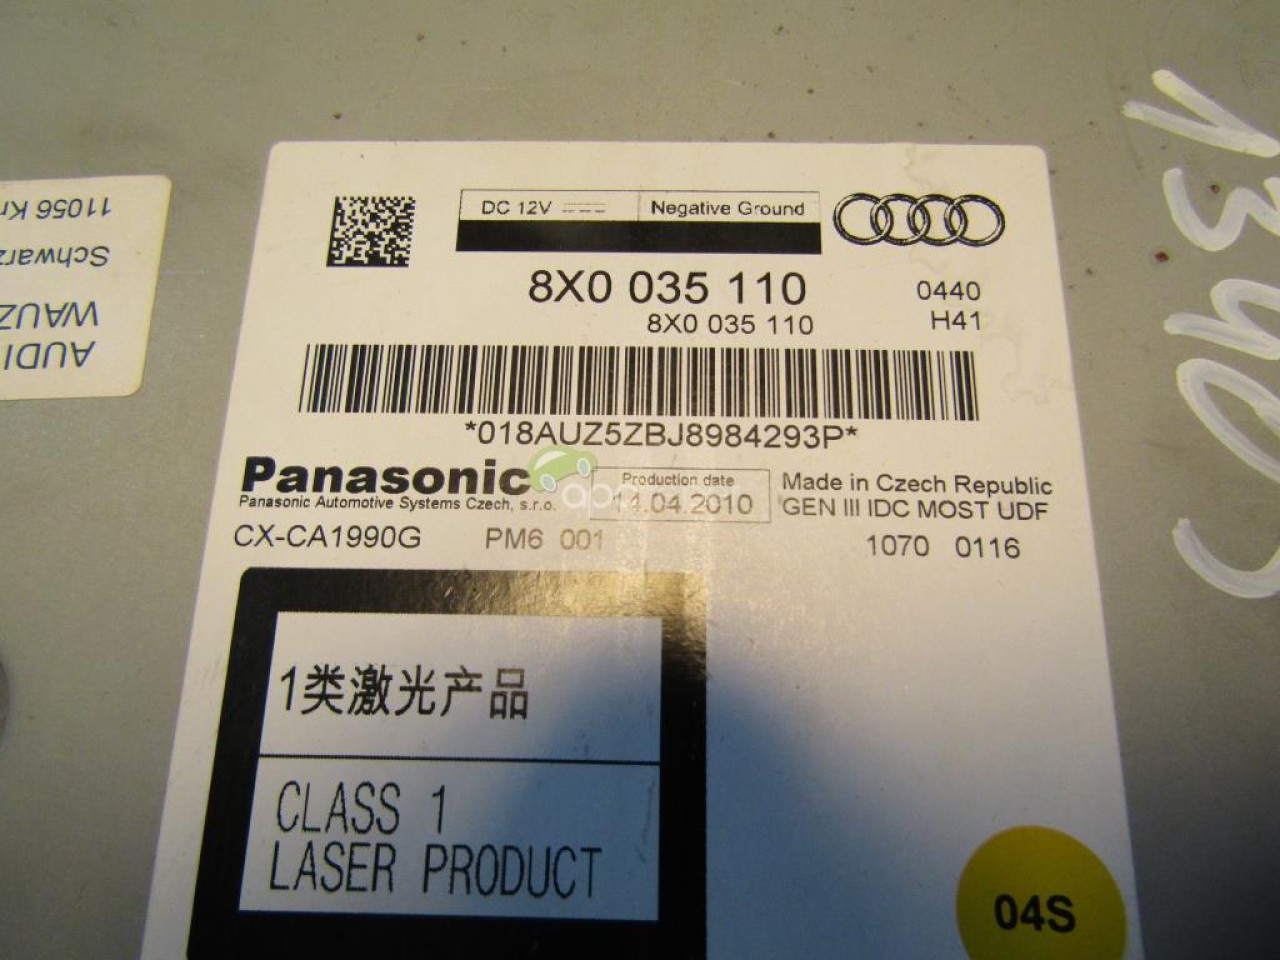 DC 12V Negative Ground
8X0 035 110 0440
8X0 035 110 H41
*018AUZ5ZBJ8984293P*
Panasonic
Panasonic Automotive Systems Czech, s.r.o.
Production date
14.04.2010
Made in Czech Republic
GEN III IDC MOST UDF
CX-CA1990G PM6 001 1070 0116
1类激光产品
CLASS 1
LASER PRODUCT
04S
AUDI
WAUZ
Schwarz
11056 Kr